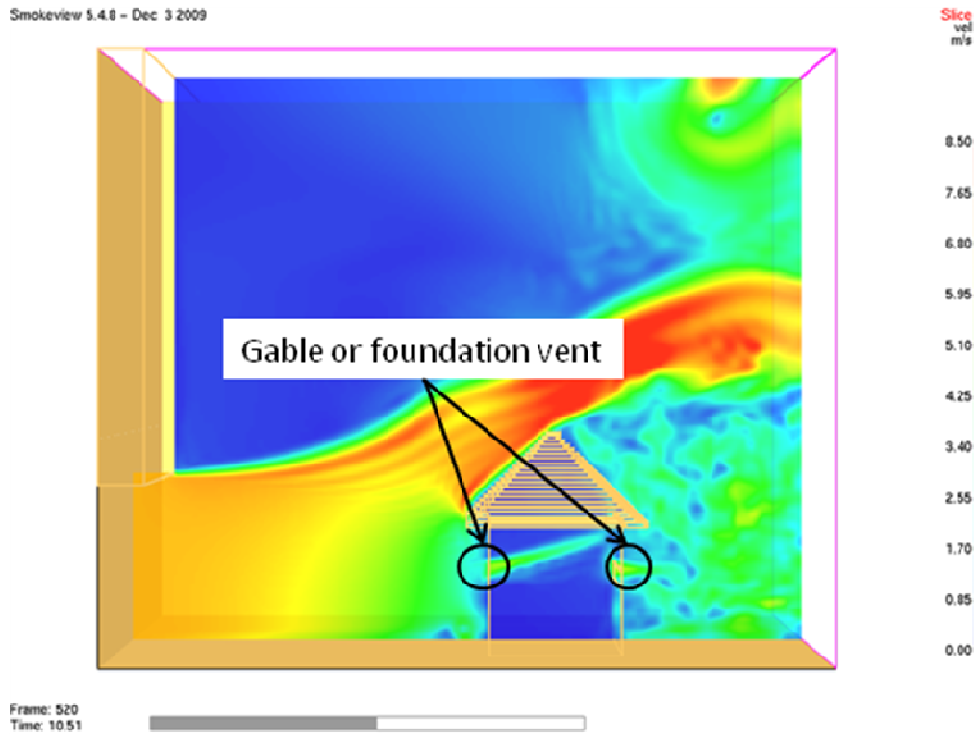 Smokeview 5.4.8 - Dec 3 2009
Slice
vel
m/s
8.50
7.65
6.80
5.95
5.10
4.25
3.40
2.55
1.70
0.85
0.00
Gable or foundation vent
Frame: 520
Time: 10.51